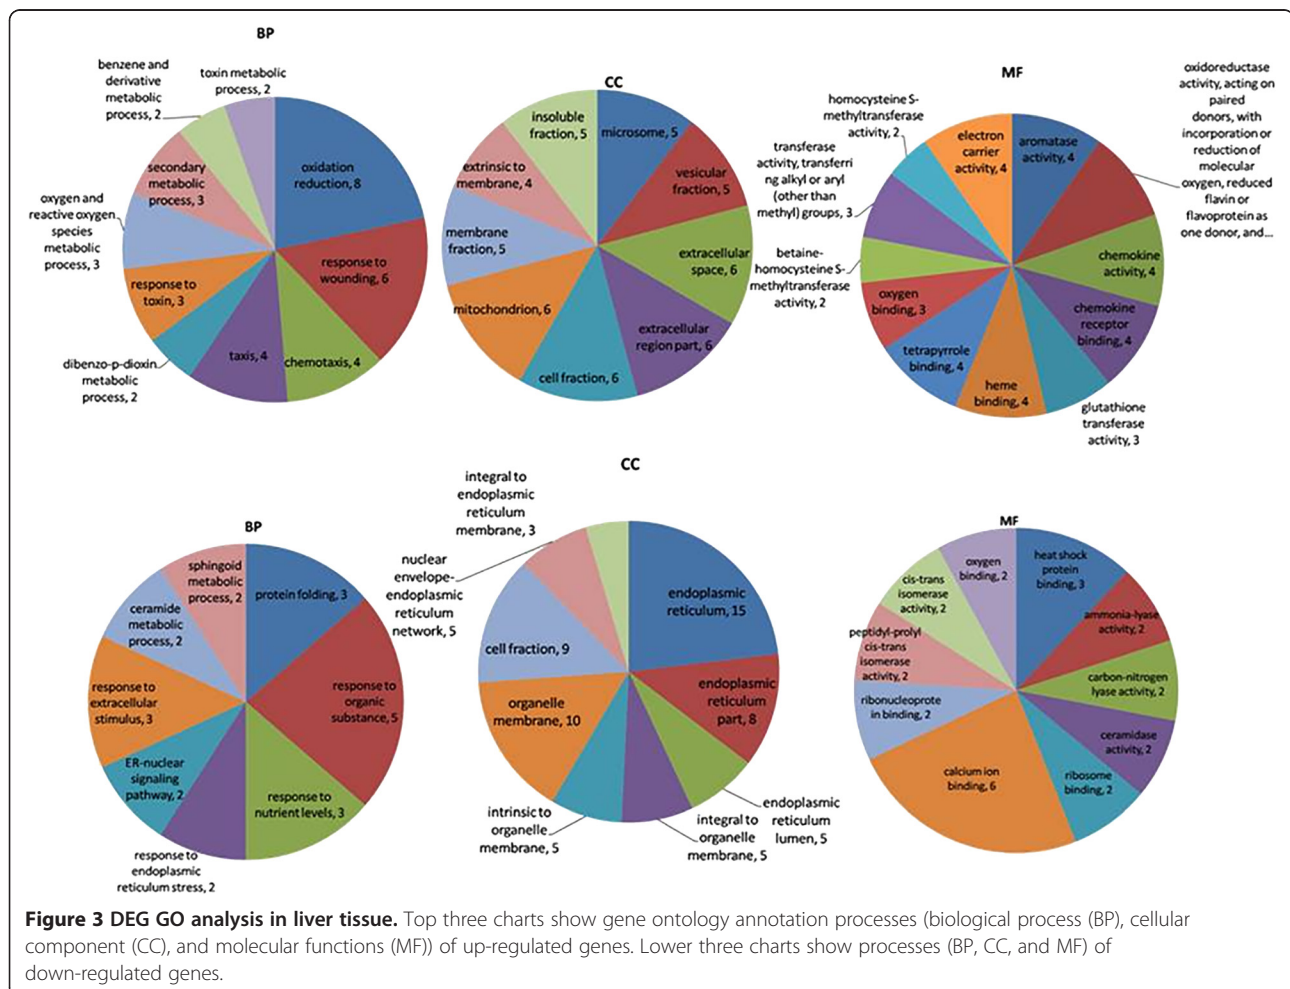 BP
benzene and
derivative
metabolic
process, 2
toxin metabolic
process, 2
oxidation
reduction, 8
secondary
metabolic
process, 3
oxygen and
reactive oxygen
species
metabolic
process, 3
response to
wounding, 6
response to
toxin, 3
dibenzo-p-dioxin
metabolic
process, 2
taxis, 4
chemotaxis, 4
CC
insoluble
fraction, 5
microsome, 5
extrinsic to
membrane, 4
vesicular
fraction, 5
membrane
fraction, 5
extracellular
space, 6
mitochondrion, 6
extracellular
region part, 6
cell fraction, 6
MF
homocysteine S-
methyltransferase
activity, 2
electron
carrier
activity, 4
aromatase
activity, 4
oxidoreductase
activity, acting on
paired
donors, with
incorporation or
reduction of
molecular
oxygen, reduced
flavin or
flavoprotein as
one donor, and...
transferase
activity, transferri
ng alkyl or aryl
(other than
methyl) groups, 3
chemokine
activity, 4
betaine-
homocysteine S-
methyltransferase
activity, 2
oxygen
binding, 3
chemokine
receptor
binding, 4
tetrapyrrole
binding, 4
heme
binding, 4
glutathione
transferase
activity, 3
BP
sphingoid
metabolic
process, 2
protein folding, 3
ceramide
metabolic
process, 2
response to
organic
substance, 5
response to
extracellular
stimulus, 3
ER-nuclear
signaling
pathway, 2
response to
nutrient levels, 3
response to
endoplasmic
reticulum stress, 2
CC
integral to
endoplasmic
reticulum
membrane, 3
nuclear
envelope-
endoplasmic
reticulum
network, 5
endoplasmic
reticulum, 15
cell fraction, 9
endoplasmic
reticulum
part, 8
organelle
membrane, 10
intrinsic to
organelle
membrane, 5
integral to
organelle
membrane, 5
endoplasmic
reticulum
lumen, 5
MF
oxygen
binding, 2
heat shock
protein
binding, 3
cis-trans
isomerase
activity, 2
ammonia-lyase
activity, 2
peptidyl-prolyl
cis-trans
isomerase
activity, 2
carbon-nitrogen
lyase activity, 2
ribonucleoprote
in binding, 2
ceramidase
activity, 2
calcium ion
binding, 6
ribosome
binding, 2
Figure 3 DEG GO analysis in liver tissue. Top three charts show gene ontology annotation processes (biological process (BP), cellular
component (CC), and molecular functions (MF)) of up-regulated genes. Lower three charts show processes (BP, CC, and MF) of
down-regulated genes.